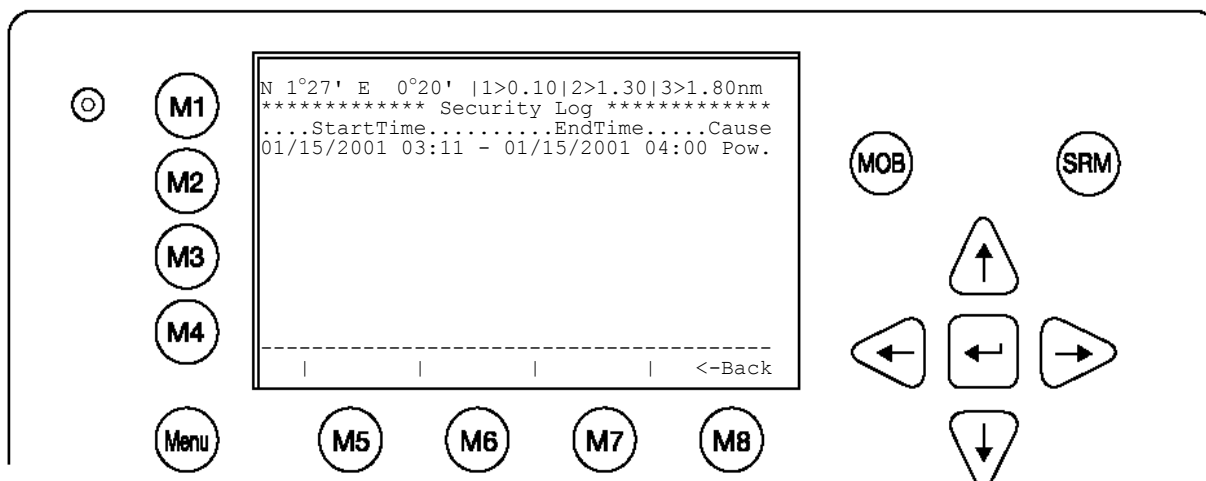 N 1°27' E  0°20' |1>0.10|2>1.30|3>1.80nm
************* Security Log *************
....StartTime..........EndTime.....Cause
01/15/2001 03:11 - 01/15/2001 04:00 Pow.
----------------------------------------
|      |      |      |  <-Back
M1
M2
M3
M4
Menu
M5
M6
M7
M8
MOB
SRM